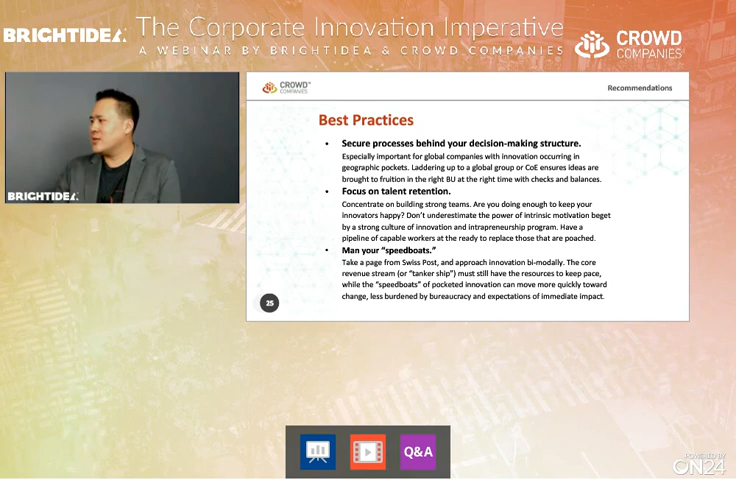 BRIGHTIDEA
The Corporate Innovation Imperative
A WEBINAR BY BRIGHTIDEA & CROWD COMPANIES
CROWD
COMPANIES
BRIGHTIDEA
CROWD™
COMPANIES
Recommendations
Best Practices
• Secure processes behind your decision-making structure.
Especially important for global companies with innovation occurring in
geographic pockets. Laddering up to a global group or CoE ensures ideas are
brought to fruition in the right BU at the right time with checks and balances.
• Focus on talent retention.
Concentrate on building strong teams. Are you doing enough to keep your
innovators happy? Don't underestimate the power of intrinsic motivation beget
by a strong culture of innovation and intrapreneurship program. Have a
pipeline of capable workers at the ready to replace those that are poached.
• Man your “speedboats.”
Take a page from Swiss Post, and approach innovation bi-modally. The core
revenue stream (or “tanker ship”) must still have the resources to keep pace,
while the “speedboats” of pocketed innovation can move more quickly toward
change, less burdened by bureaucracy and expectations of immediate impact.
25
Q&A
POWERED BY
ON24